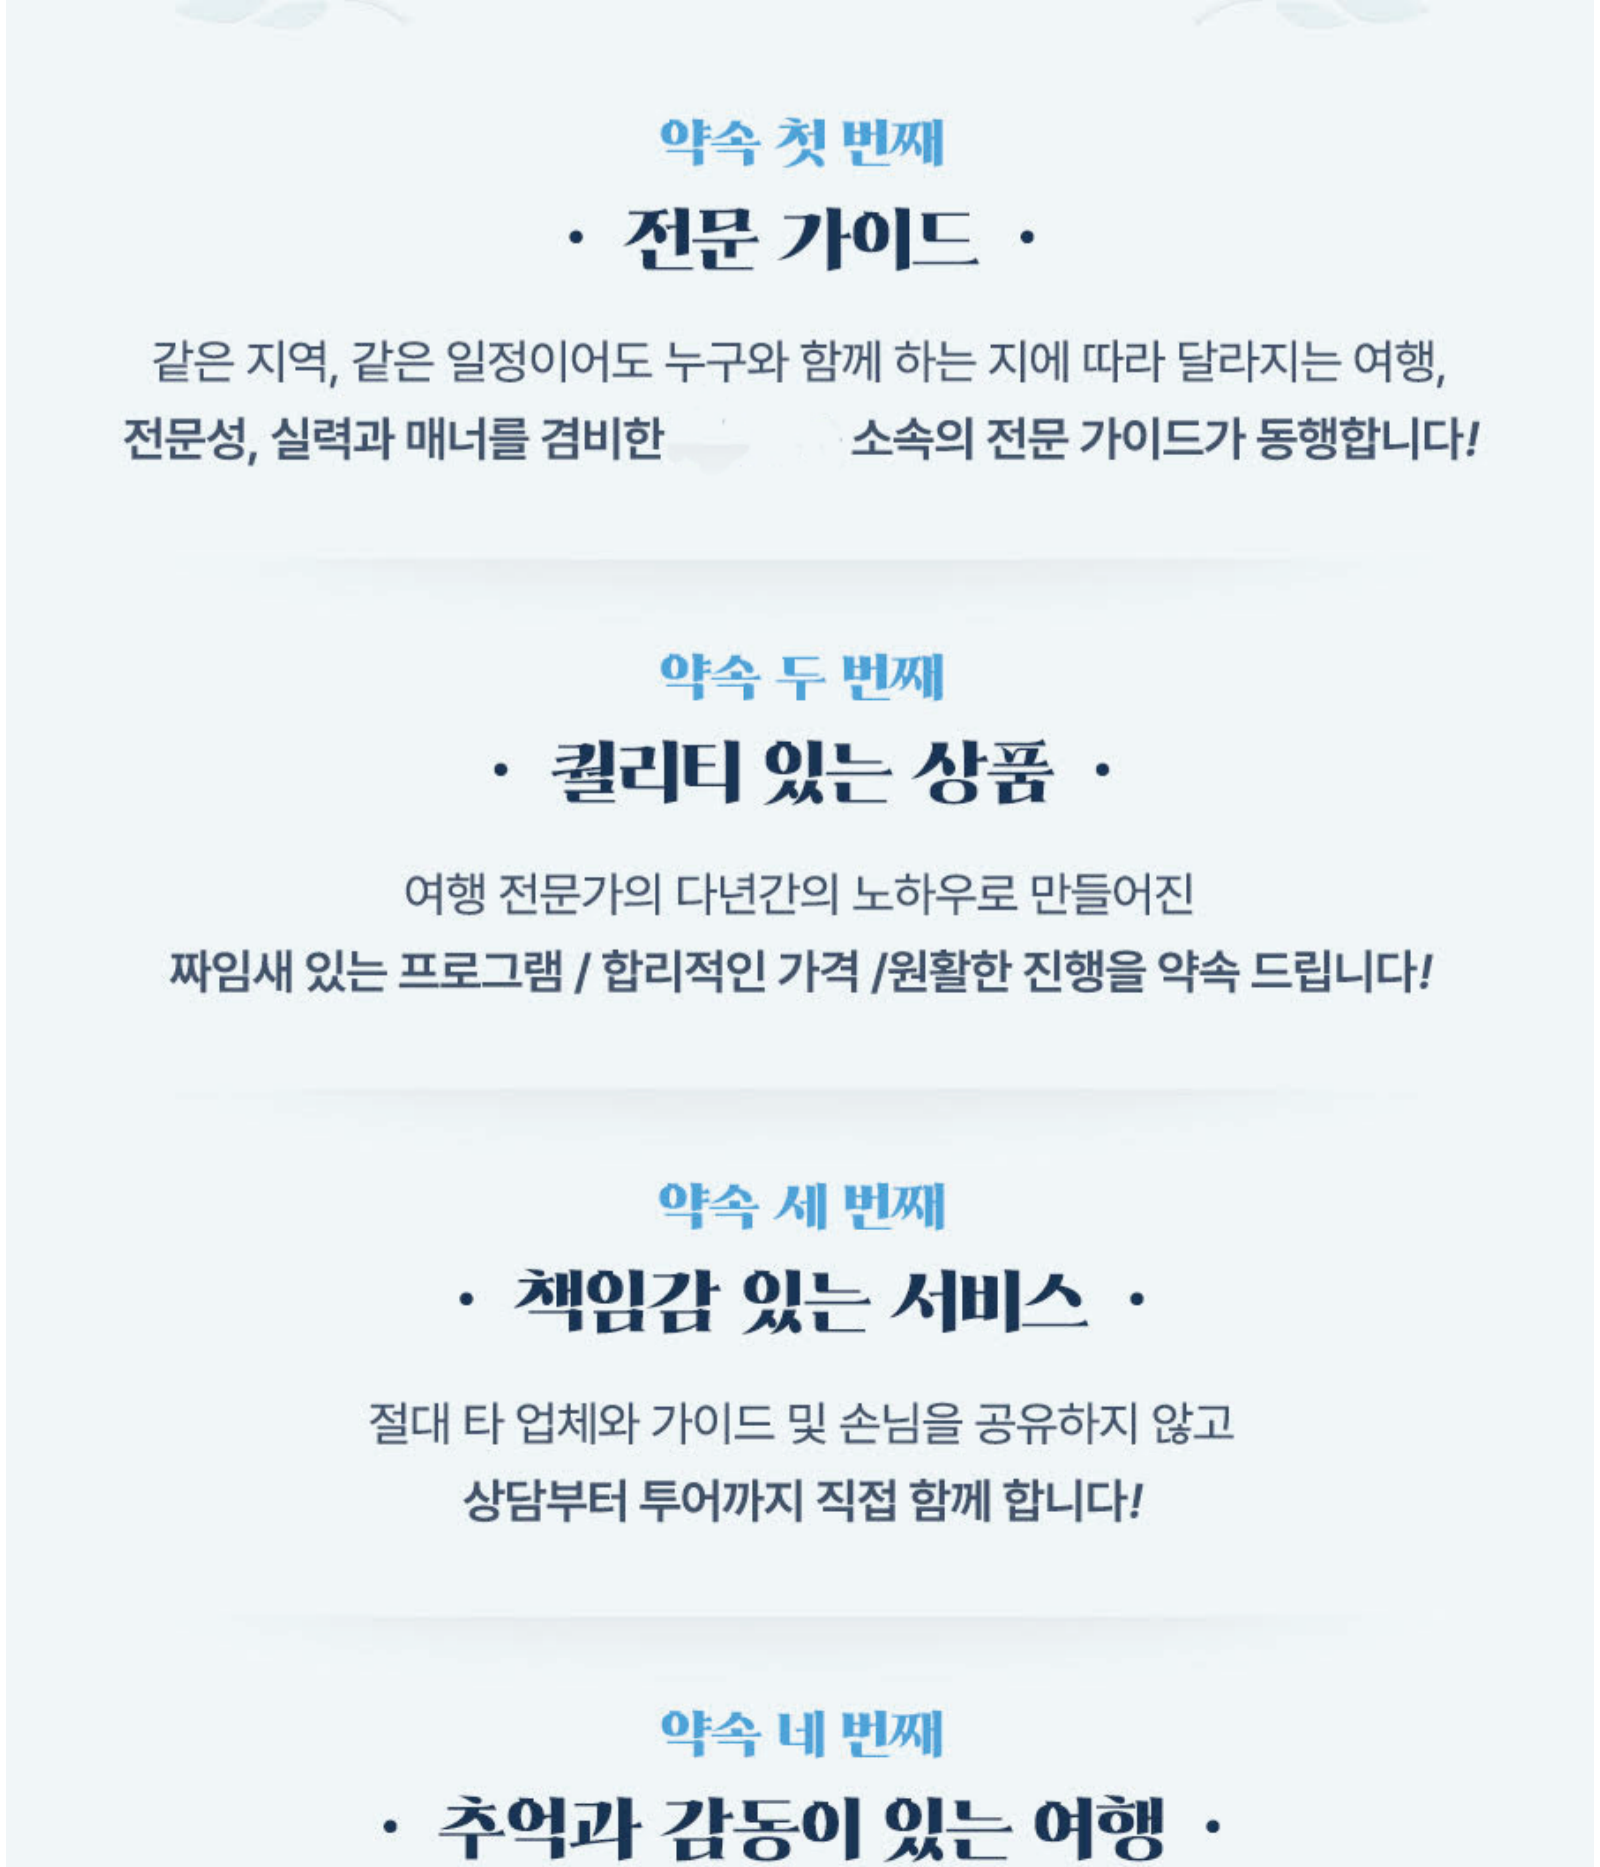 약속 첫 번째
· 전문 가이드 ·
같은 지역, 같은 일정이어도 누구와 함께 하는 지에 따라 달라지는 여행,
전문성, 실력과 매너를 겸비한 소속의 전문 가이드가 동행합니다!
약속 두 번째
· 퀄리티 있는 상품 ·
여행 전문가의 다년간의 노하우로 만들어진
짜임새 있는 프로그램 / 합리적인 가격 /원활한 진행을 약속 드립니다!
약속 세 번째
· 책임감 있는 서비스 ·
절대 타 업체와 가이드 및 손님을 공유하지 않고
상담부터 투어까지 직접 함께 합니다!
약속 네 번째
· 추억과 감동이 있는 여행 ·